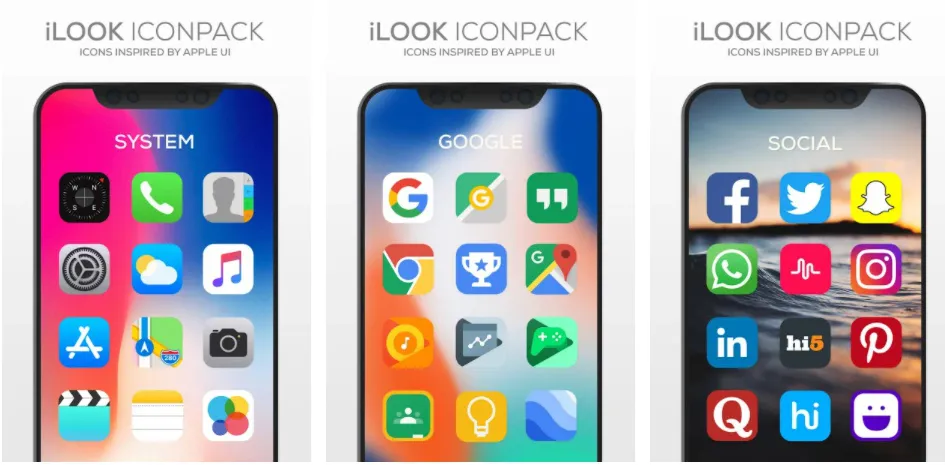 iLOOK ICONPACK
ICONS INSPIRED BY APPLE UI
SYSTEM
W N
S E
280
iLOOK ICONPACK
ICONS INSPIRED BY APPLE UI
GOOGLE
G
G
G
iLOOK ICONPACK
ICONS INSPIRED BY APPLE UI
SOCIAL
f
in
hi5
Q
hi